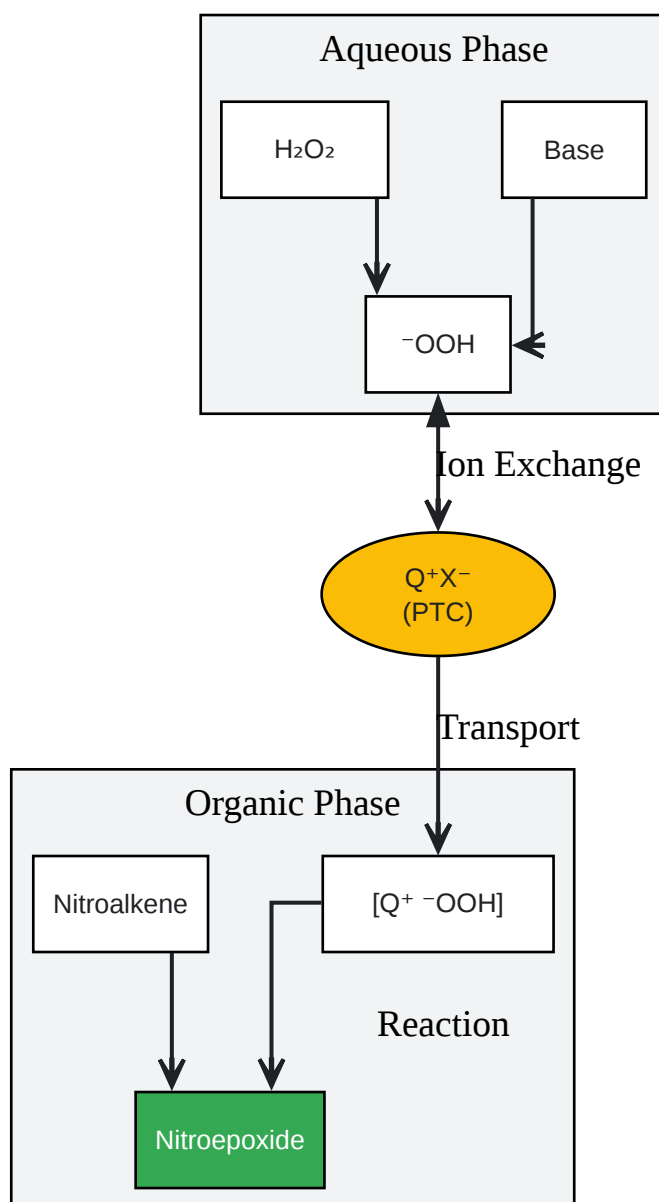 Aqueous Phase
H₂O₂
Base
⁻OOH
Ion Exchange
Q⁺X⁻
(PTC)
Transport
Organic Phase
Nitroalkene
[Q⁺ ⁻OOH]
Reaction
Nitroepoxide